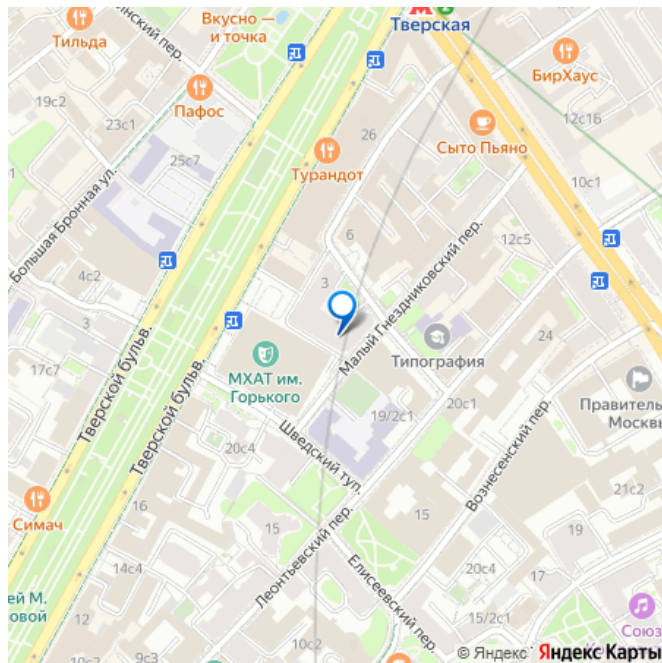 Вкусно —
и точка
Тильда
Тверская
БирХаус
Пафос
Сыто Пьяно
Турандот
19с2
23с1
25с7
26
12с16
10с1
6
12с5
3
Большая Бронная ул.
4с2
3
Малый Гнездниковский пер.
24
17с7
МХАТ им.
Горького
Типография
Правитель
Москвы
Тверской бульв.
Тверской бульв.
19/2с1
20с1
Вознесенский пер.
20с4
Шведский туп.
21с2
16
Симач
15
Леонтьевский пер.
15
19
14с4
Елисеевский пер.
20с4
11с1
ей М.
овой
12
15/2с1
Союз
9с3
10с2
© Яндекс Яндекс Карты